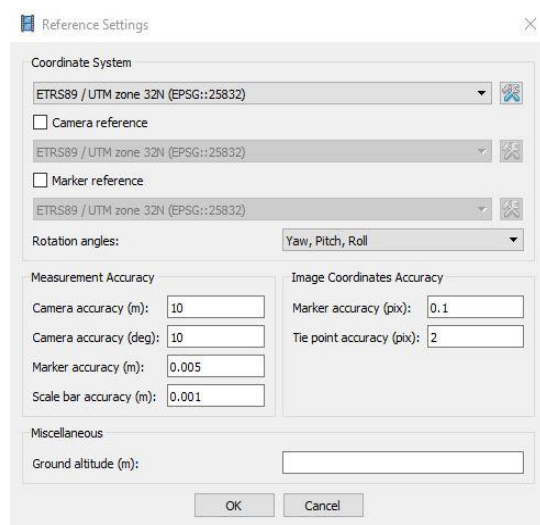 Reference Settings
Coordinate System
ETRS89 / UTM zone 32N (EPSG::25832)
Camera reference
ETRS89 / UTM zone 32N (EPSG::25832)
Marker reference
ETRS89 / UTM zone 32N (EPSG::25832)
Rotation angles: Yaw, Pitch, Roll
Measurement Accuracy
Camera accuracy (m): 10
Camera accuracy (deg): 10
Marker accuracy (m): 0.005
Scale bar accuracy (m): 0.001
Image Coordinates Accuracy
Marker accuracy (pix): 0.1
Tie point accuracy (pix): 2
Miscellaneous
Ground altitude (m):
OK Cancel